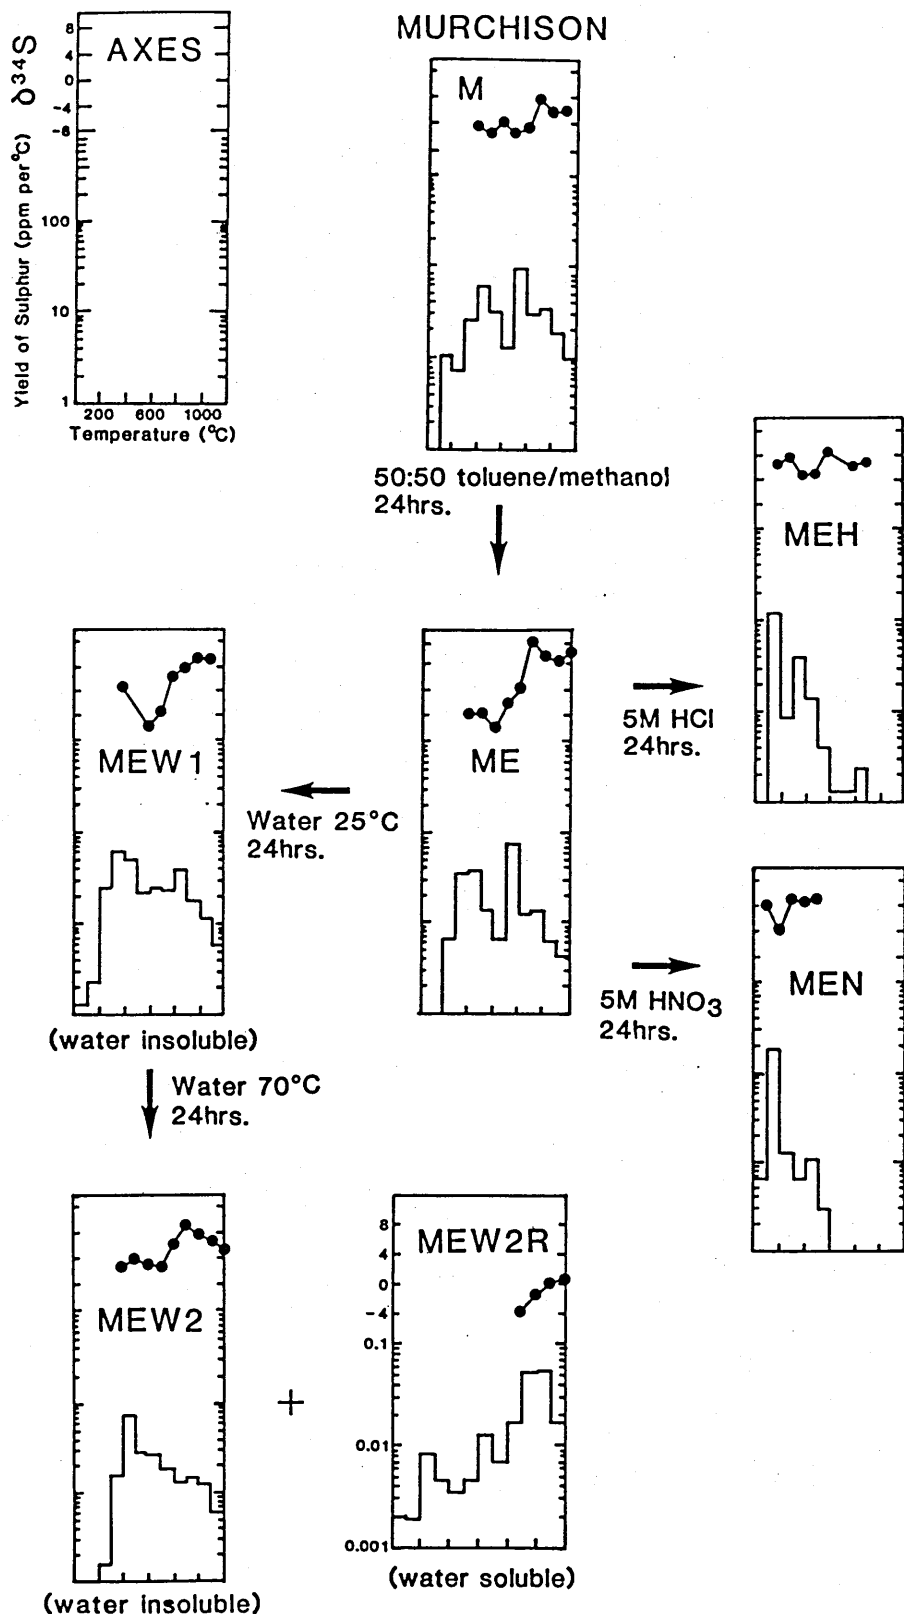 MURCHISON
AXES
δ34S
8
4
0
-4
-8
Yield of Sulphur (ppm per°C)
100
10
1
200 600 1000
Temperature (°C)
M
50:50 toluene/methanol
24hrs.
MEH
5M HCl
24hrs.
ME
MEW1
Water 25°C
24hrs.
(water insoluble)
5M HNO3
24hrs.
MEN
Water 70°C
24hrs.
MEW2
(water insoluble)
+
MEW2R
8
4
0
-4
0.1
0.01
0.001
(water soluble)